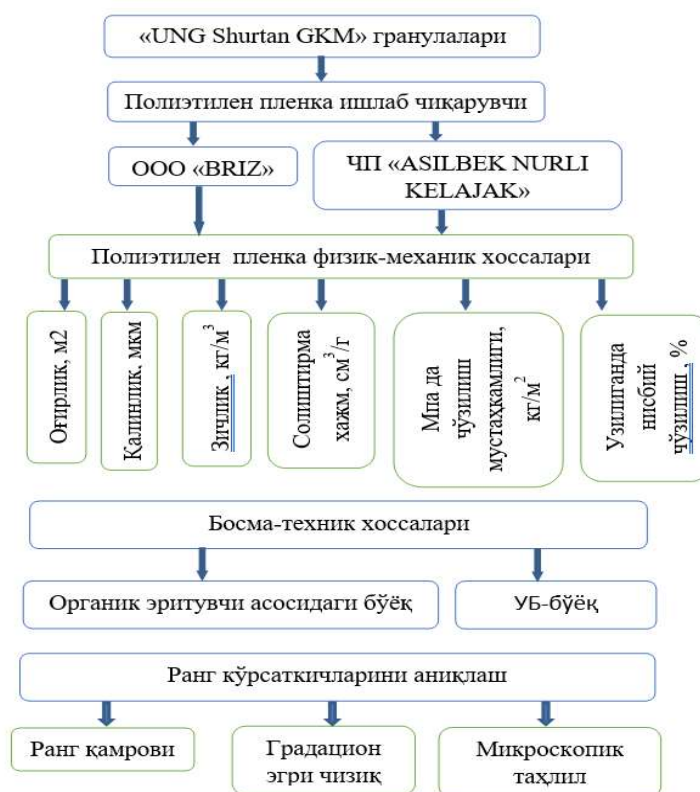 «UNG Shurtan GKM» гранулалари
Полиэтилен пленка ишлаб чиқарувчи
ООО «BRIZ»
ЧП «ASILBEK NURLI
KELAJAK»
Полиэтилен пленка физик-механик хоссалари
Оғирлик, м2
Қалинлик, мкм
Зичлик , кг/м³
Солиштирма
хажм, см³/г
Мпа да
чўзилиш
мустаҳкамлиги,
кг/м²
Узилиганда
нисбий
чўзилиш , %
Босма-техник хоссалари
Органик эритувчи асосидаги бўёқ
УБ-бўёқ
Ранг кўрсаткичларини аниқлаш
Ранг қамрови
Градацион
эгри чизиқ
Микроскопик
таҳлил